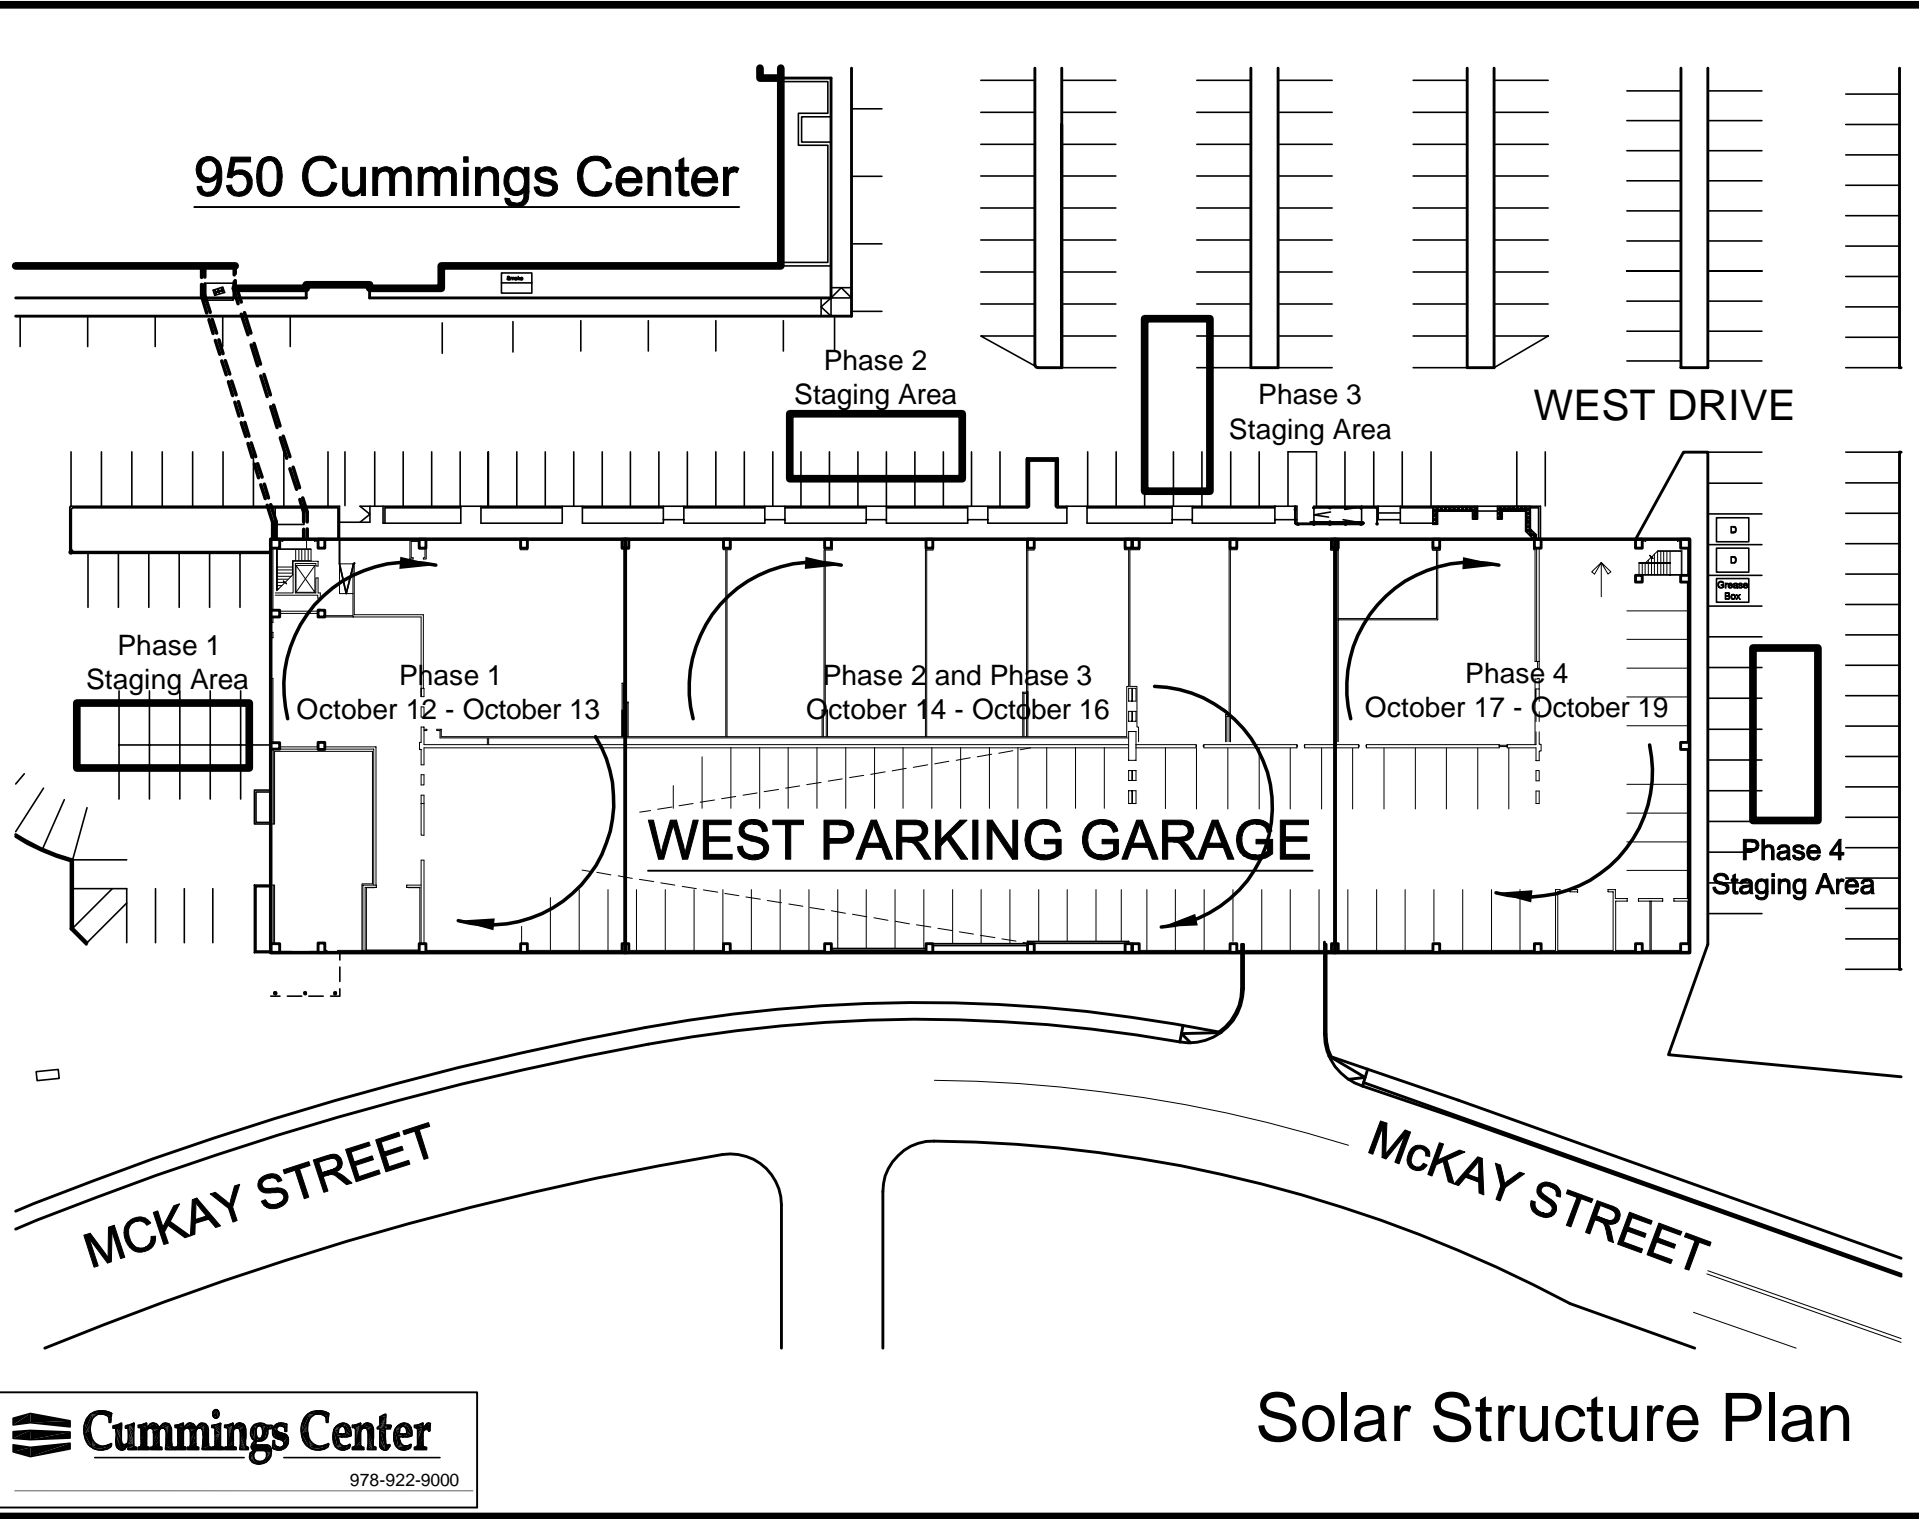 950 Cummings Center
Smoke
Phase 2
Staging Area
Phase 3
Staging Area
WEST DRIVE
D
D
Grease
Box
Phase 1
Staging Area
Phase 1
October 12 - October 13
Phase 2 and Phase 3
October 14 - October 16
Phase 4
October 17 - October 19
WEST PARKING GARAGE
Phase 4
Staging Area
MCKAY STREET
McKAY STREET
Cummings Center
978-922-9000
Solar Structure Plan